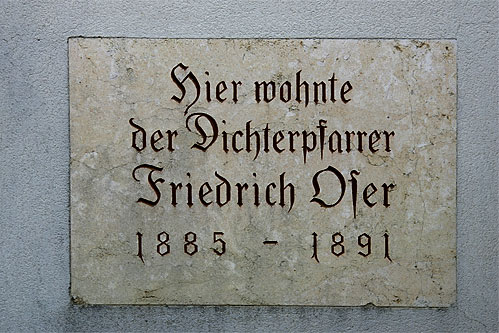 Hier wohnte
der Dichterpfarrer
Friedrich Oser
1885 - 1891